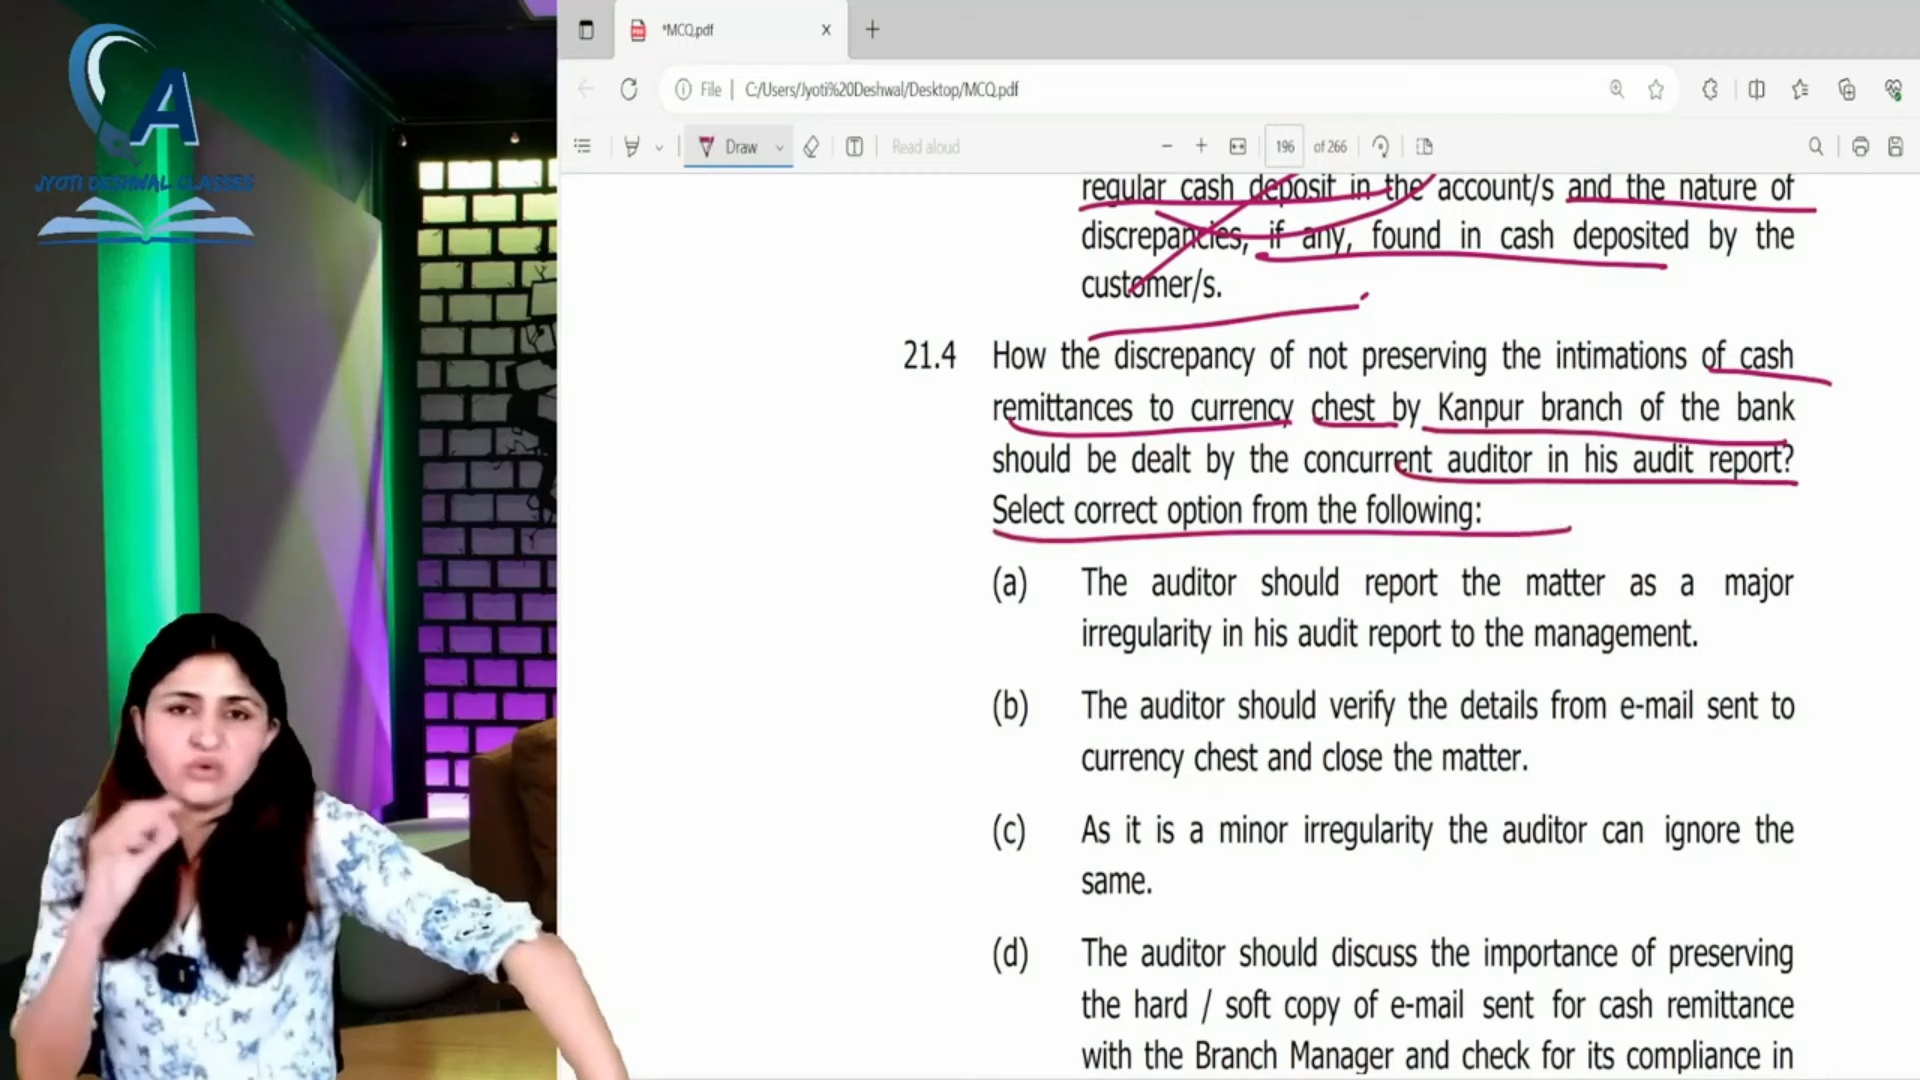 A
JYOTI DESHWAL CLASSES
*MCQ.pdf
File
C:/Users/Jyoti%20Deshwal/Desktop/MCQ.pdf
Draw
Read aloud
196 of 266
regular cash deposit in the account/s and the nature of
discrepancies, if any, found in cash deposited by the
customer/s.
21.4 How the discrepancy of not preserving the intimations of cash
remittances to currency chest by Kanpur branch of the bank
should be dealt by the concurrent auditor in his audit report?
Select correct option from the following:
(a) The auditor should report the matter as a major
irregularity in his audit report to the management.
(b) The auditor should verify the details from e-mail sent to
currency chest and close the matter.
(c) As it is a minor irregularity the auditor can ignore the
same.
(d) The auditor should discuss the importance of preserving
the hard / soft copy of e-mail sent for cash remittance
with the Branch Manager and check for its compliance in